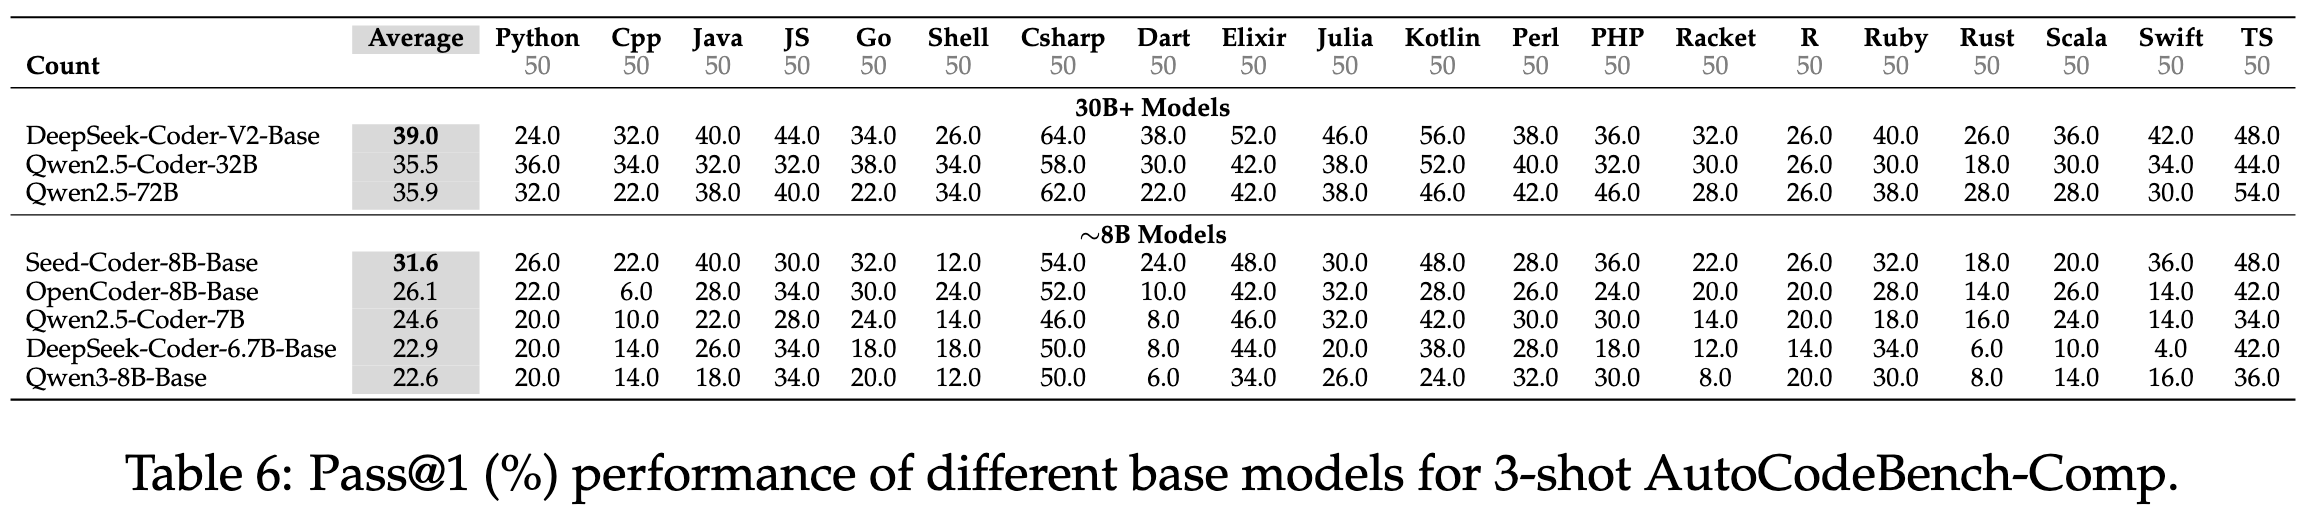 Average Python Cpp Java JS Go Shell Csharp Dart Elixir Julia Kotlin Perl PHP Racket R Ruby Rust Scala Swift TS
Count 50 50 50 50 50 50 50 50 50 50 50 50 50 50 50 50 50 50 50 50
30B+ Models
DeepSeek-Coder-V2-Base 39.0 24.0 32.0 40.0 44.0 34.0 26.0 64.0 38.0 52.0 46.0 56.0 38.0 36.0 32.0 26.0 40.0 26.0 36.0 42.0 48.0
Qwen2.5-Coder-32B 35.5 36.0 34.0 32.0 32.0 38.0 34.0 58.0 30.0 42.0 38.0 52.0 40.0 32.0 30.0 26.0 30.0 18.0 30.0 34.0 44.0
Qwen2.5-72B 35.9 32.0 22.0 38.0 40.0 22.0 34.0 62.0 22.0 42.0 38.0 46.0 42.0 46.0 28.0 26.0 38.0 28.0 28.0 30.0 54.0
~8B Models
Seed-Coder-8B-Base 31.6 26.0 22.0 40.0 30.0 32.0 12.0 54.0 24.0 48.0 30.0 48.0 28.0 36.0 22.0 26.0 32.0 18.0 20.0 36.0 48.0
OpenCoder-8B-Base 26.1 22.0 6.0 28.0 34.0 30.0 24.0 52.0 10.0 42.0 32.0 28.0 26.0 24.0 20.0 20.0 28.0 14.0 26.0 14.0 42.0
Qwen2.5-Coder-7B 24.6 20.0 10.0 22.0 28.0 24.0 14.0 46.0 8.0 46.0 32.0 42.0 30.0 30.0 14.0 20.0 18.0 16.0 24.0 14.0 34.0
DeepSeek-Coder-6.7B-Base 22.9 20.0 14.0 26.0 34.0 18.0 18.0 50.0 8.0 44.0 20.0 38.0 28.0 18.0 12.0 14.0 34.0 6.0 10.0 4.0 42.0
Qwen3-8B-Base 22.6 20.0 14.0 18.0 34.0 20.0 12.0 50.0 6.0 34.0 26.0 24.0 32.0 30.0 8.0 20.0 30.0 8.0 14.0 16.0 36.0
Table 6: Pass@1 (%) performance of different base models for 3-shot AutoCodeBench-Comp.